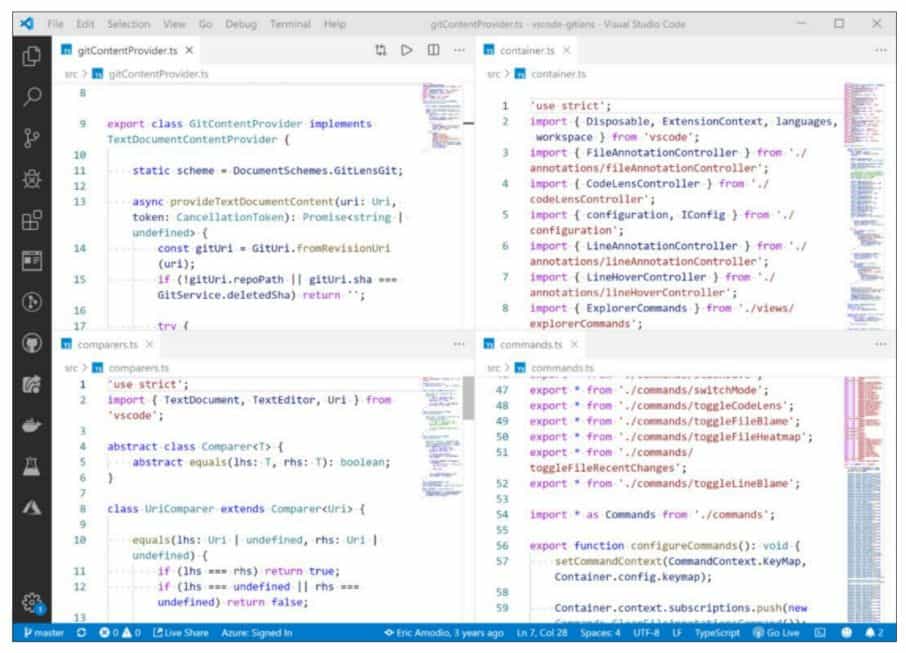 File Edit Selection View Go Debug Terminal Help
gitContentProvider.ts - vscode-gitlens - Visual Studio Code
gitContentProvider.ts
src > gitContentProvider.ts
8
9 export class GitContentProvider implements
TextDocumentContentProvider {
10
11 static scheme = DocumentSchemes.GitLensGit;
12
13 async provideTextDocumentContent(uri: Uri,
token: CancellationToken): Promise<string |
undefined> {
14 const gitUri = GitUri.fromRevisionUri
(uri);
15 if (!gitUri.repoPath || gitUri.sha ===
GitService.deletedSha) return '';
16
17 try {
container.ts
src > container.ts
1 'use strict';
2 import { Disposable, ExtensionContext, languages,
workspace } from 'vscode';
3 import { FileAnnotationController } from './
annotations/fileAnnotationController';
4 import { CodeLensController } from './
codeLensController';
5 import { configuration, IConfig } from './
configuration';
6 import { LineAnnotationController } from './
annotations/lineAnnotationController';
7 import { LineHoverController } from './
annotations/lineHoverController';
8 import { ExplorerCommands } from './views/
explorerCommands';
comparers.ts
src > comparers.ts
1 'use strict';
2 import { TextDocument, TextEditor, Uri } from
'vscode';
3
4 abstract class Comparer<T> {
5 abstract equals(lhs: T, rhs: T): boolean;
6 }
7
8 class UriComparer extends Comparer<Uri> {
9
10 equals(lhs: Uri | undefined, rhs: Uri |
undefined) {
11 if (lhs === rhs) return true;
12 if (lhs === undefined || rhs ===
undefined) return false;
13
commands.ts
src > commands.ts
47 export * from './commands/switchMode';
48 export * from './commands/toggleCodeLens';
49 export * from './commands/toggleFileBlame';
50 export * from './commands/toggleFileHeatmap';
51 export * from './commands/
toggleFileRecentChanges';
52 export * from './commands/toggleLineBlame';
53
54 import * as Commands from './commands';
55
56 export function configureCommands(): void {
57 setCommandContext(CommandContext.KeyMap,
Container.config.keymap);
58
59 Container.context.subscriptions.push(new
1
master 0 0 Live Share Azure: Signed In
Eric Amodio, 3 years ago Ln 7, Col 28 Spaces: 4 UTF-8 LF TypeScript Go Live 2